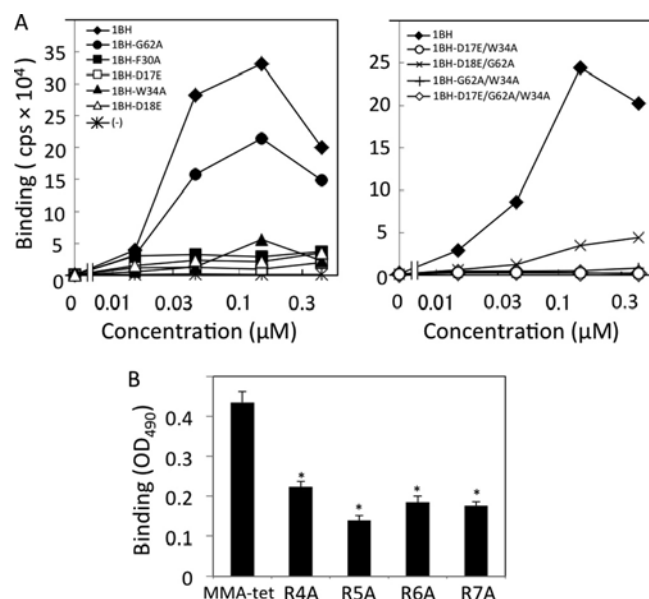 A
Binding ( cps × 10⁴)
40
35
30
25
20
15
10
5
0
1BH
1BH-G62A
1BH-F30A
1BH-D17E
1BH-W34A
1BH-D18E
(-)
0 0.01 0.03 0.1 0.3
Concentration (μM)
25
20
15
10
5
0
1BH
1BH-D17E/W34A
1BH-D18E/G62A
1BH-G62A/W34A
1BH-D17E/G62A/W34A
0 0.01 0.03 0.1 0.3
Concentration (μM)
B
Binding (OD₄₉₀)
0.4
0.3
0.2
0.1
0
* * * *
MMA-tet R4A R5A R6A R7A